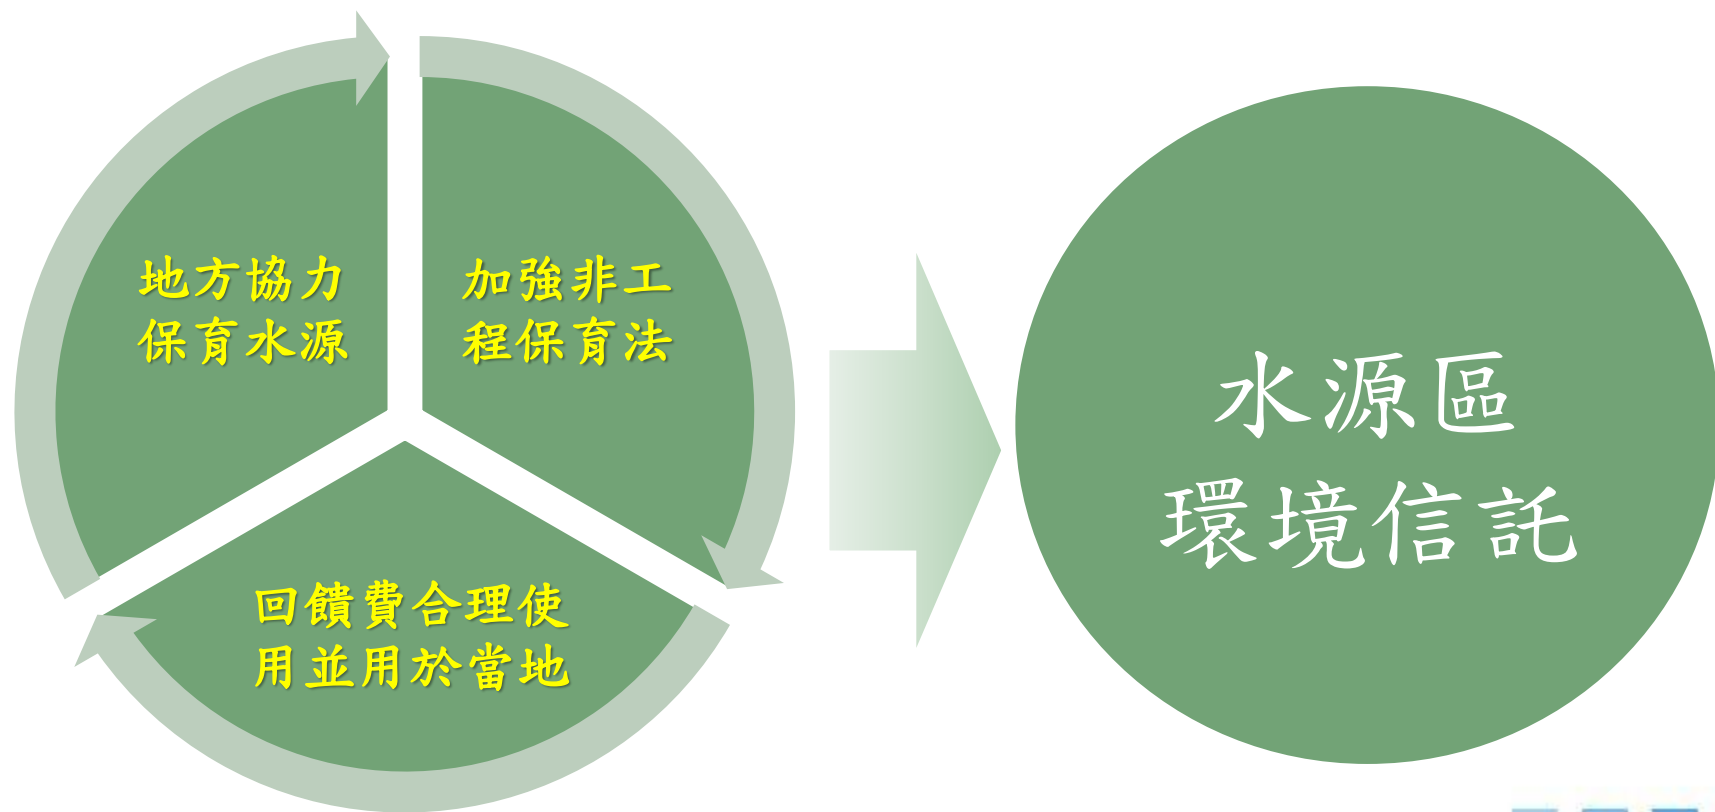 地方協力
保育水源
加強非工
程保育法
回饋費合理使
用並用於當地
水源區
環境信託